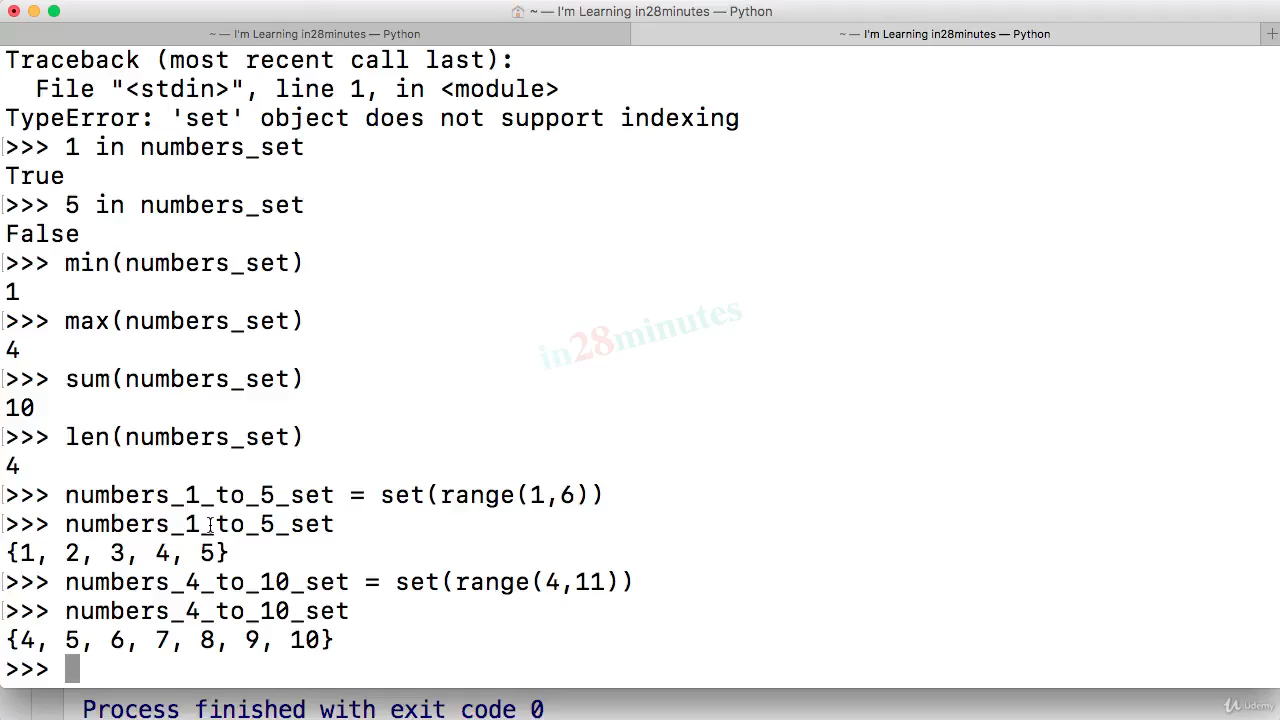 ~ — I'm Learning in28minutes — Python
~ — I'm Learning in28minutes — Python
~ — I'm Learning in28minutes — Python
Traceback (most recent call last):
  File "<stdin>", line 1, in <module>
TypeError: 'set' object does not support indexing
>>> 1 in numbers_set
True
>>> 5 in numbers_set
False
>>> min(numbers_set)
1
>>> max(numbers_set)
4
>>> sum(numbers_set)
10
>>> len(numbers_set)
4
>>> numbers_1_to_5_set = set(range(1,6))
>>> numbers_1_to_5_set
{1, 2, 3, 4, 5}
>>> numbers_4_to_10_set = set(range(4,11))
>>> numbers_4_to_10_set
{4, 5, 6, 7, 8, 9, 10}
>>>
in28minutes
Process finished with exit code 0
Udemy